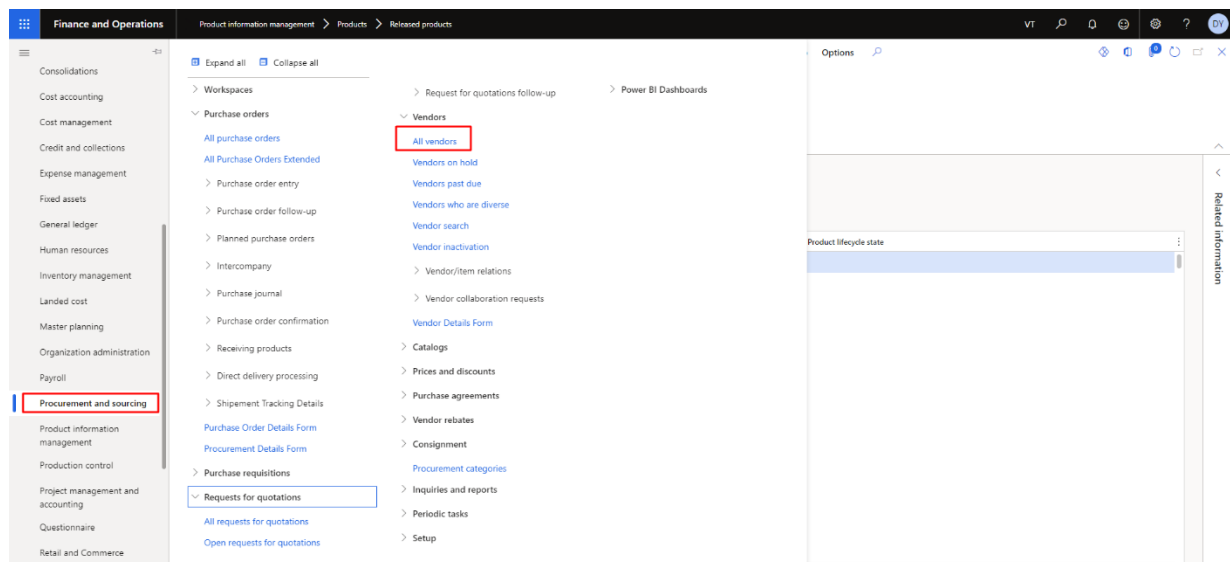 Finance and Operations
Product information management > Products > Released products
VT
?
DY
Consolidations
Cost accounting
Cost management
Credit and collections
Expense management
Fixed assets
General ledger
Human resources
Inventory management
Landed cost
Master planning
Organization administration
Payroll
Procurement and sourcing
Product information
management
Production control
Project management and
accounting
Questionnaire
Retail and Commerce
Expand all
Collapse all
Workspaces
Purchase orders
All purchase orders
All Purchase Orders Extended
Purchase order entry
Purchase order follow-up
Planned purchase orders
Intercompany
Purchase journal
Purchase order confirmation
Receiving products
Direct delivery processing
Shipement Tracking Details
Purchase Order Details Form
Procurement Details Form
Purchase requisitions
Requests for quotations
All requests for quotations
Open requests for quotations
Request for quotations follow-up
Vendors
All vendors
Vendors on hold
Vendors past due
Vendors who are diverse
Vendor search
Vendor inactivation
Vendor/item relations
Vendor collaboration requests
Vendor Details Form
Catalogs
Prices and discounts
Purchase agreements
Vendor rebates
Consignment
Procurement categories
Inquiries and reports
Periodic tasks
Setup
Power BI Dashboards
Options
0
Product lifecycle state
Related information